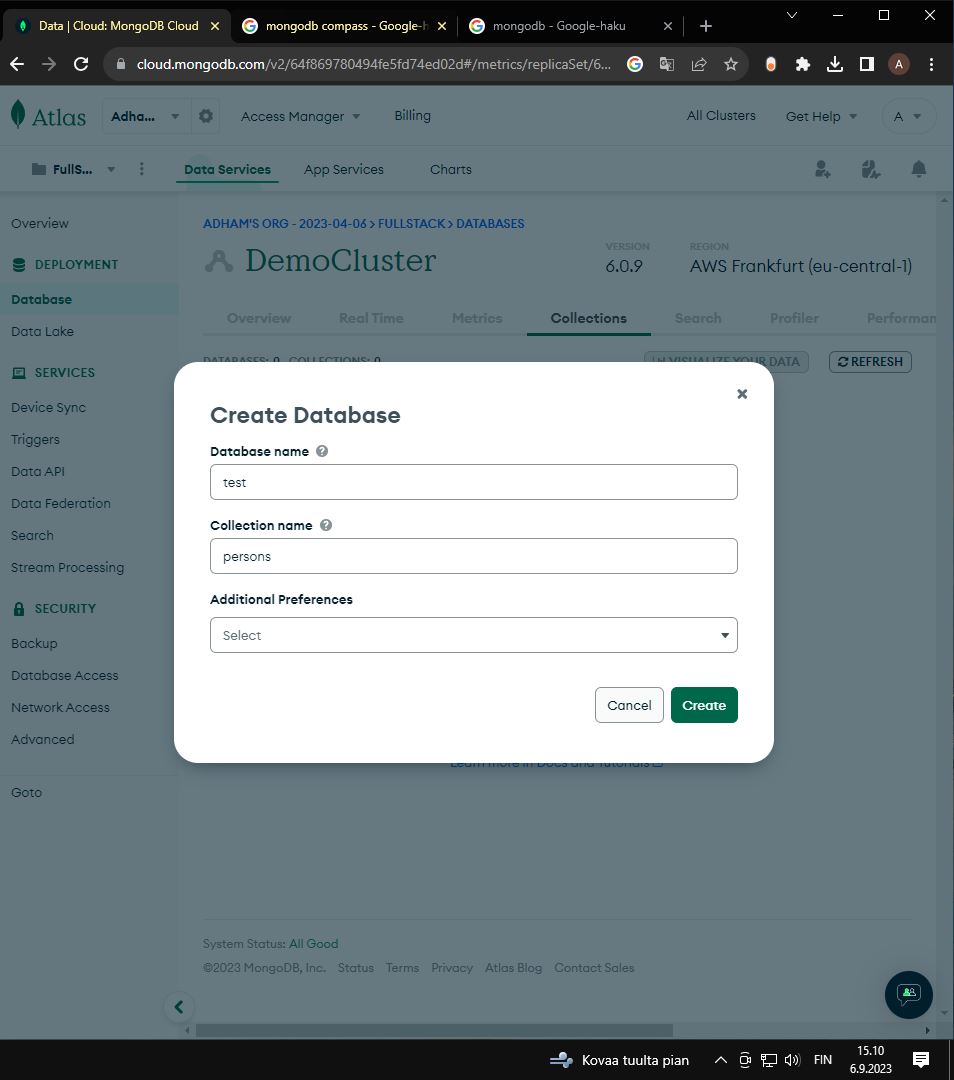 Data | Cloud: MongoDB Cloud
mongodb compass - Google-h
mongodb - Google-haku
cloud.mongodb.com/v2/64f869780494fe5fd74ed02d#/metrics/replicaSet/6...
A
Atlas
Adha...
Access Manager
Billing
All Clusters
Get Help
A
FullS...
Data Services
App Services
Charts
Overview
DEPLOYMENT
Database
Data Lake
SERVICES
Device Sync
Triggers
Data API
Data Federation
Search
Stream Processing
SECURITY
Backup
Database Access
Network Access
Advanced
Goto
ADHAM'S ORG - 2023-04-06 > FULLSTACK > DATABASES
DemoCluster
VERSION
6.0.9
REGION
AWS Frankfurt (eu-central-1)
Overview
Real Time
Metrics
Collections
Search
Profiler
Performan
DATABASES: 0 COLLECTIONS: 0
VISUALIZE YOUR DATA
REFRESH
Create Database
Database name
test
Collection name
persons
Additional Preferences
Select
Cancel
Create
Learn more in Docs and Tutorials
System Status: All Good
©2023 MongoDB, Inc. Status Terms Privacy Atlas Blog Contact Sales
Kovaa tuulta pian
FIN
15.10
6.9.2023